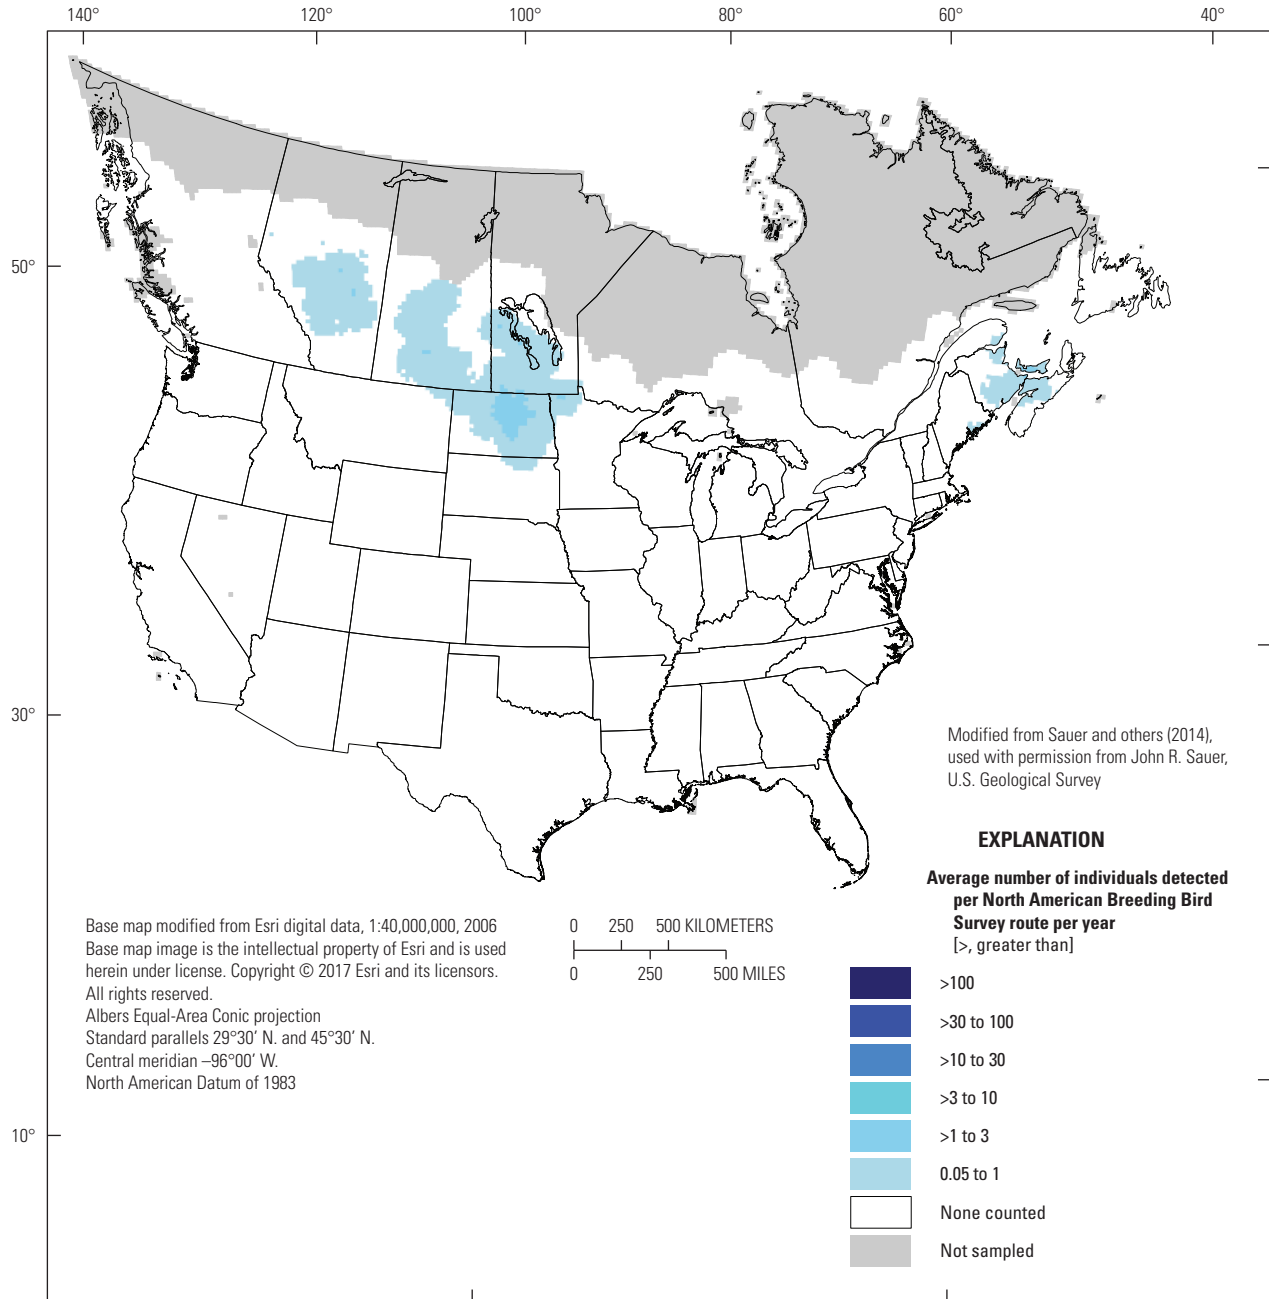 140°
120°
100°
80°
60°
40°
50°
30°
10°
Modified from Sauer and others (2014),
used with permission from John R. Sauer,
U.S. Geological Survey
EXPLANATION
Average number of individuals detected
per North American Breeding Bird
Survey route per year
[>, greater than]
>100
>30 to 100
>10 to 30
>3 to 10
>1 to 3
0.05 to 1
None counted
Not sampled
Base map modified from Esri digital data, 1:40,000,000, 2006
Base map image is the intellectual property of Esri and is used
herein under license. Copyright © 2017 Esri and its licensors.
All rights reserved.
Albers Equal-Area Conic projection
Standard parallels 29°30′ N. and 45°30′ N.
Central meridian –96°00′ W.
North American Datum of 1983
0 250 500 KILOMETERS
0 250 500 MILES